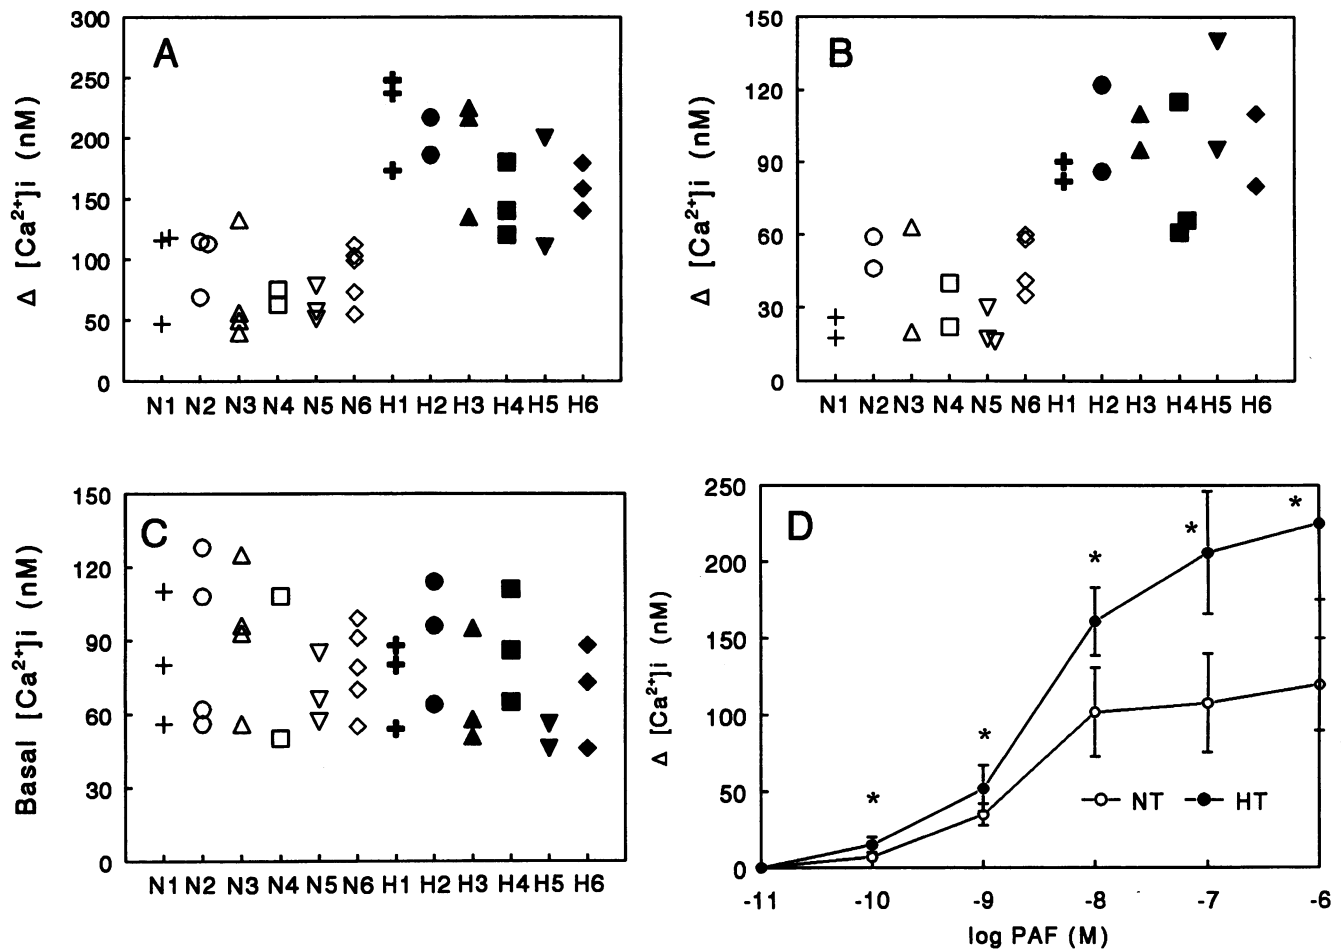 A
Δ [Ca²⁺]i (nM)
300
250
200
150
100
50
0
N1 N2 N3 N4 N5 N6 H1 H2 H3 H4 H5 H6
B
Δ [Ca²⁺]i (nM)
150
120
90
60
30
0
N1 N2 N3 N4 N5 N6 H1 H2 H3 H4 H5 H6
C
Basal [Ca²⁺]i (nM)
150
120
90
60
30
0
N1 N2 N3 N4 N5 N6 H1 H2 H3 H4 H5 H6
D
Δ [Ca²⁺]i (nM)
250
200
150
100
50
0
* * * * *
NT HT
-11 -10 -9 -8 -7 -6
log PAF (M)